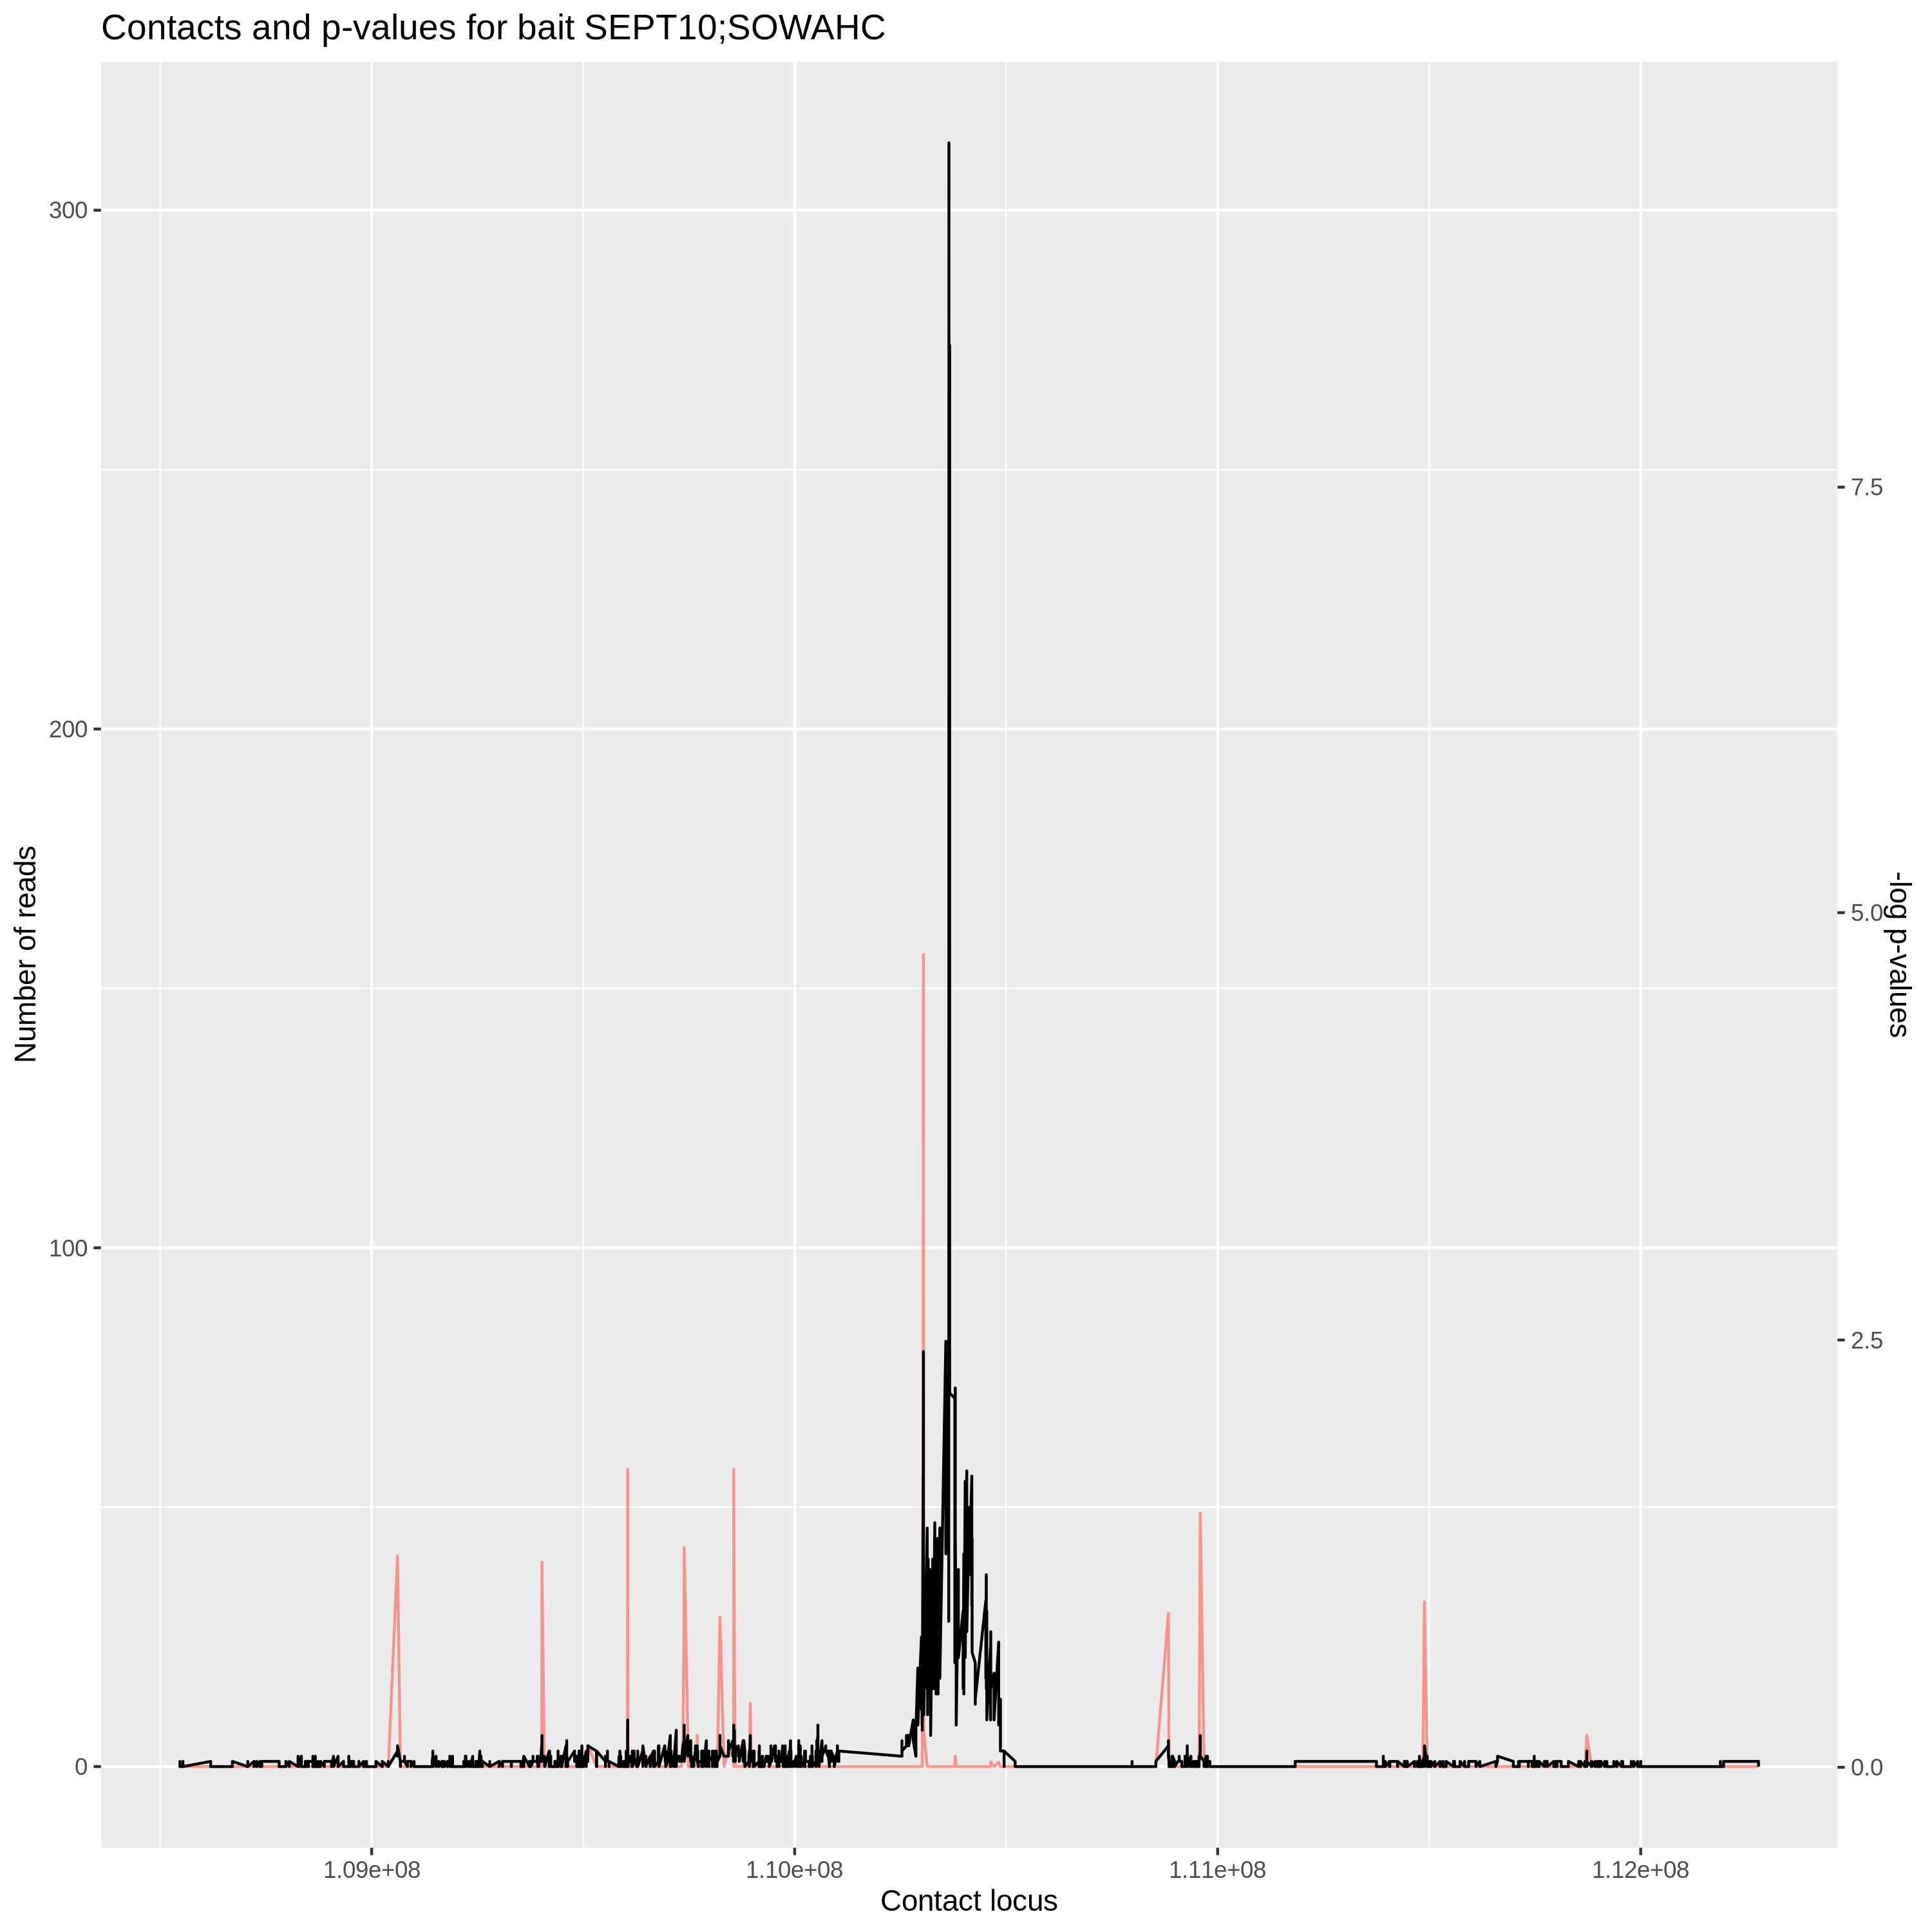 Contacts and p-values for bait SEPT10;SOWAHC
300
200
100
0
Number of reads
7.5
5.0
2.5
0.0
-log p-values
1.09e+08
1.10e+08
1.11e+08
1.12e+08
Contact locus